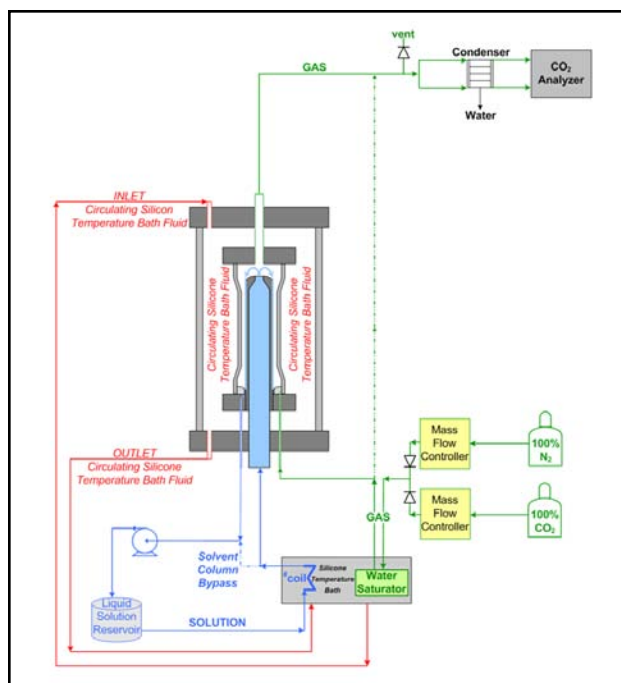 vent
Condenser
GAS
CO2
Analyzer
Water
INLET
Circulating Silicon
Temperature Bath Fluid
Circulating Silicone
Temperature Bath Fluid
Circulating Silicone
Temperature Bath Fluid
OUTLET
Circulating Silicone
Temperature Bath Fluid
Mass
Flow
Controller
100%
N2
Mass
Flow
Controller
100%
CO2
GAS
Solvent
Column
Bypass
coil
Silicone
Temperature
Bath
Water
Saturator
Liquid
Solution
Reservoir
SOLUTION